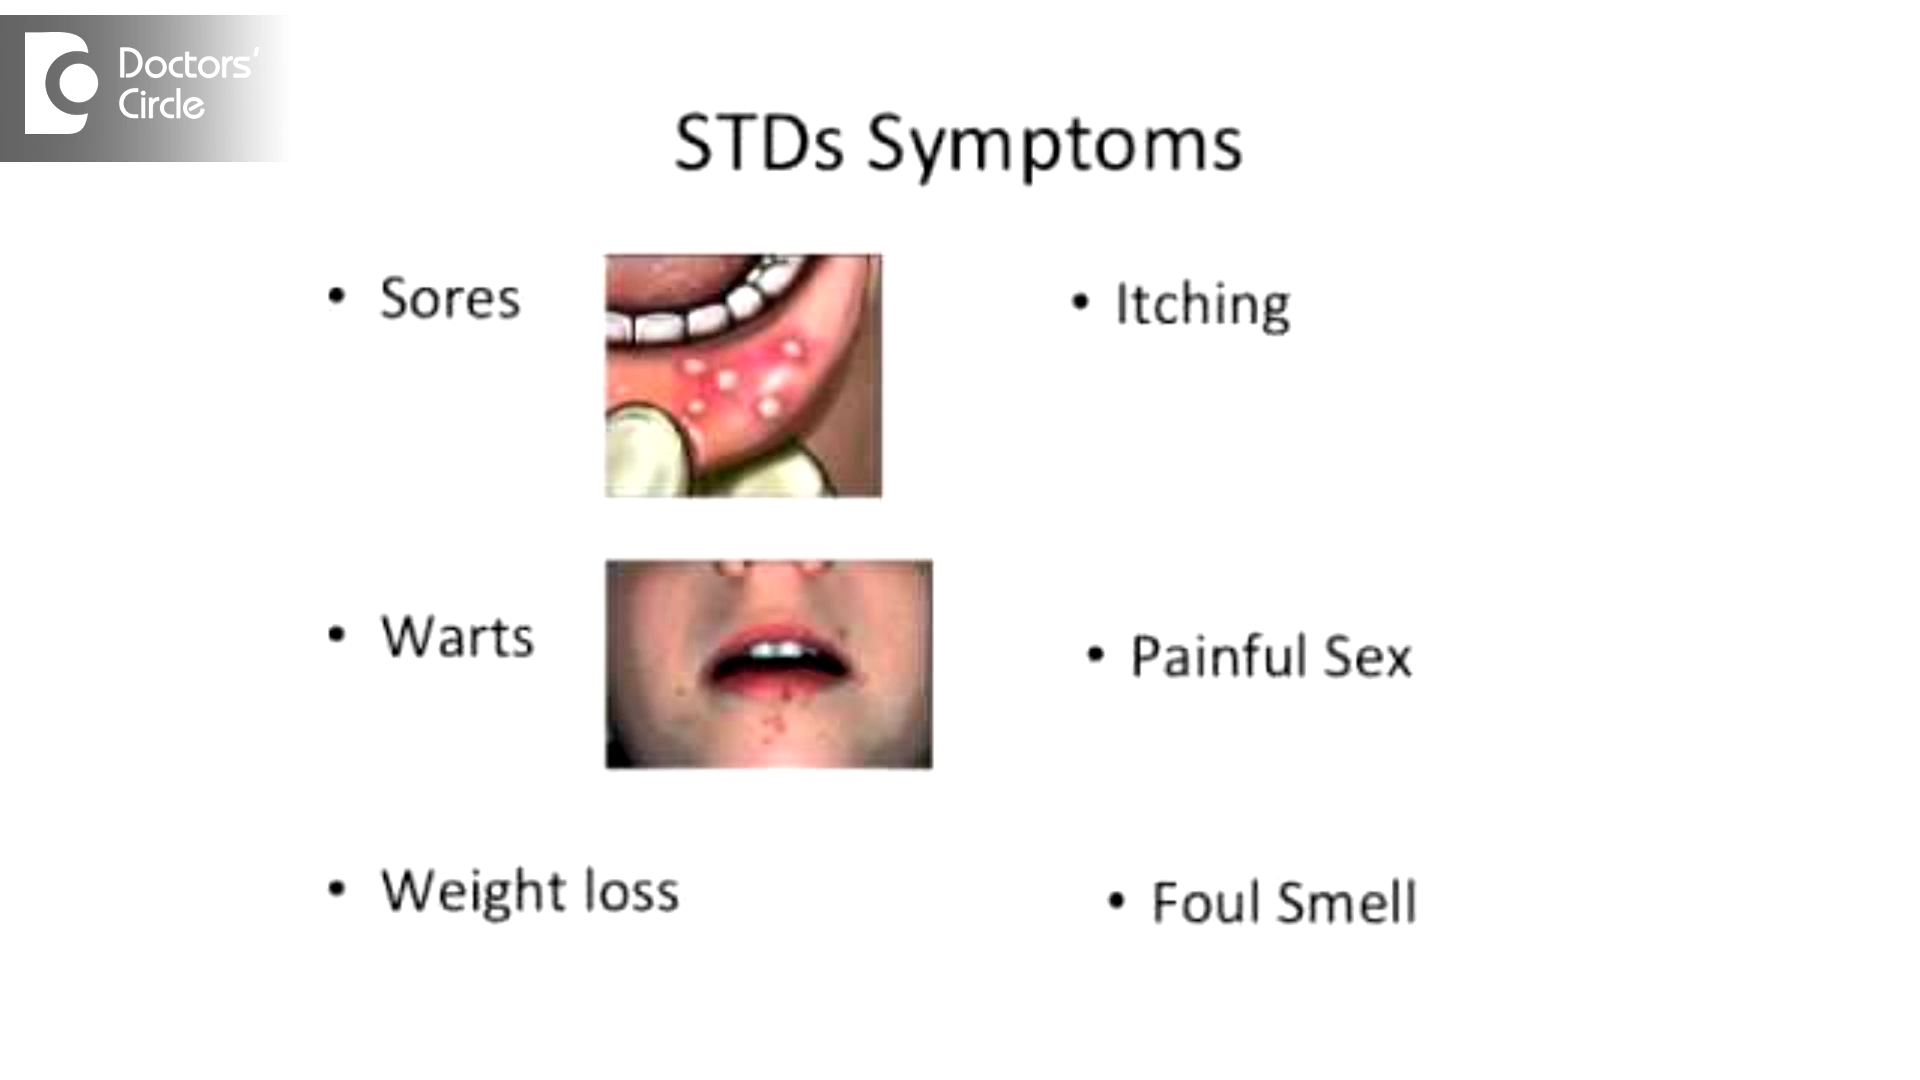 Doctors'
Circle
STDs Symptoms
• Sores
• Itching
• Warts
• Painful Sex
• Weight loss
• Foul Smell